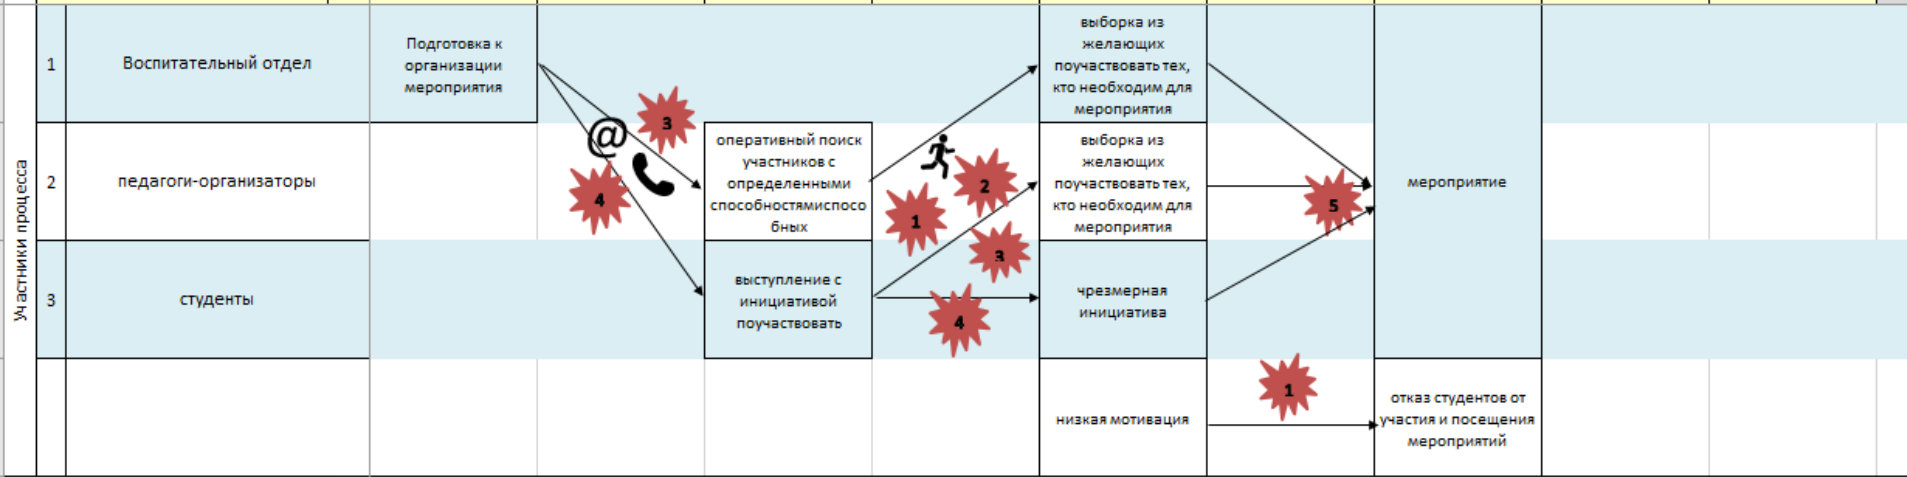 Участники процесса
1
Воспитательный отдел
Подготовка к
организации
мероприятия
выборка из
желающих
поучаствовать тех,
кто необходим для
мероприятия
2
педагоги-организаторы
@
3
4
оперативный поиск
участников с
определенными
способностямиспосо
бных
1
2
выборка из
желающих
поучаствовать тех,
кто необходим для
мероприятия
5
мероприятие
3
студенты
выступление с
инициативой
поучаствовать
3
4
чрезмерная
инициатива
низкая мотивация
1
отказ студентов от
участия и посещения
мероприятий